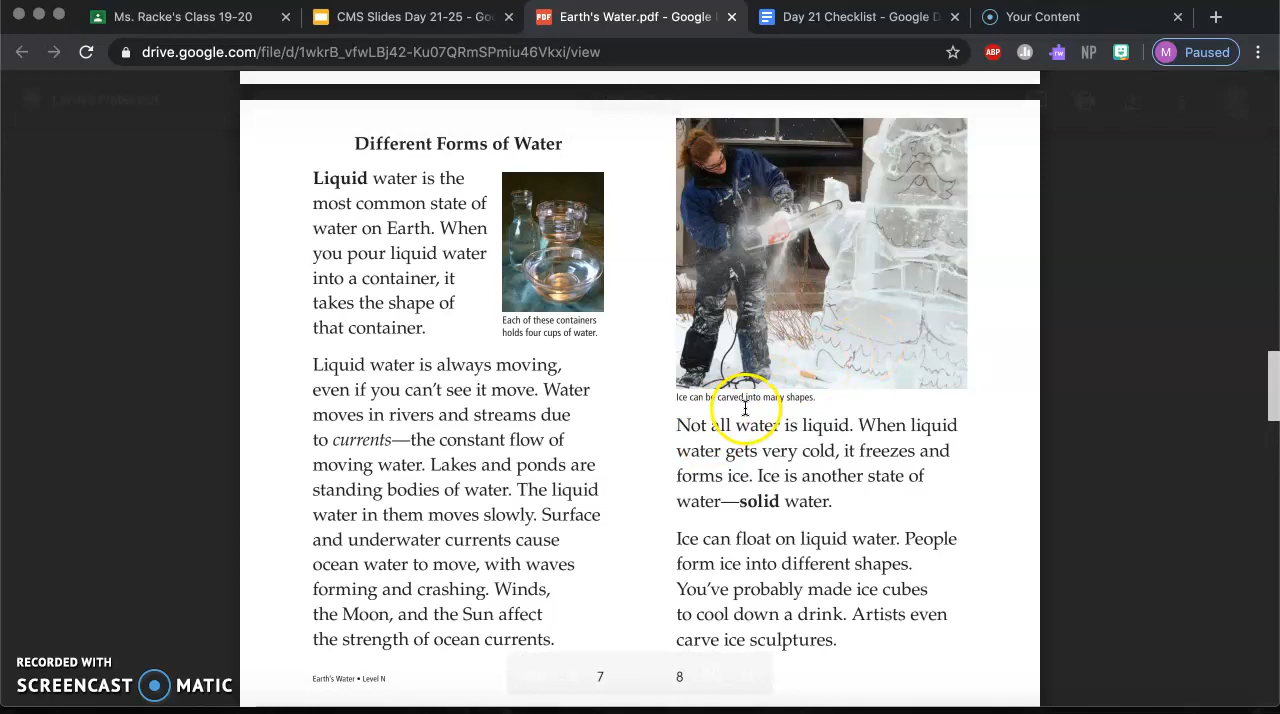 Ms. Racke's Class 19-20
CMS Slides Day 21-25 - Go
Earth's Water.pdf - Google
Day 21 Checklist - Google D
Your Content
drive.google.com/file/d/1wkrB_vfwLBj42-Ku07QRmSPmiu46Vkxi/view
ABP
rw
NP
M Paused
Different Forms of Water
Liquid water is the
most common state of
water on Earth. When
you pour liquid water
into a container, it
takes the shape of
that container.
Each of these containers
holds four cups of water.
Liquid water is always moving,
even if you can't see it move. Water
moves in rivers and streams due
to currents—the constant flow of
moving water. Lakes and ponds are
standing bodies of water. The liquid
water in them moves slowly. Surface
and underwater currents cause
ocean water to move, with waves
forming and crashing. Winds,
the Moon, and the Sun affect
the strength of ocean currents.
Earth's Water • Level N
7
Ice can be carved into many shapes.
Not all water is liquid. When liquid
water gets very cold, it freezes and
forms ice. Ice is another state of
water—solid water.
Ice can float on liquid water. People
form ice into different shapes.
You've probably made ice cubes
to cool down a drink. Artists even
carve ice sculptures.
8
RECORDED WITH
SCREENCAST MATIC